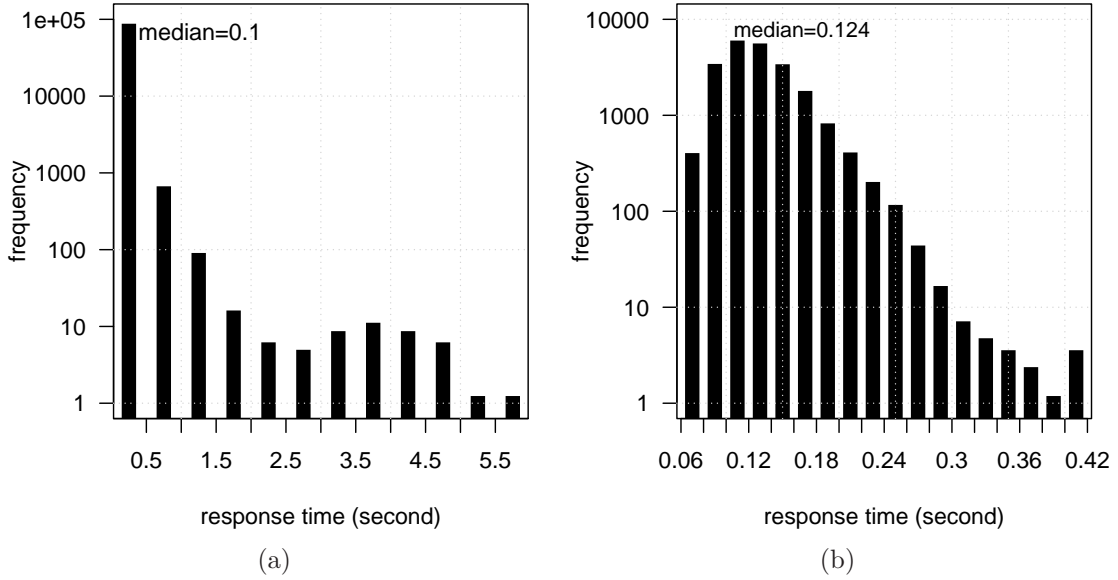 median=0.1
1e+05
10000
1000
100
10
1
frequency
0.5 1.5 2.5 3.5 4.5 5.5
response time (second)
(a)
median=0.124
10000
1000
100
10
1
frequency
0.06 0.12 0.18 0.24 0.3 0.36 0.42
response time (second)
(b)